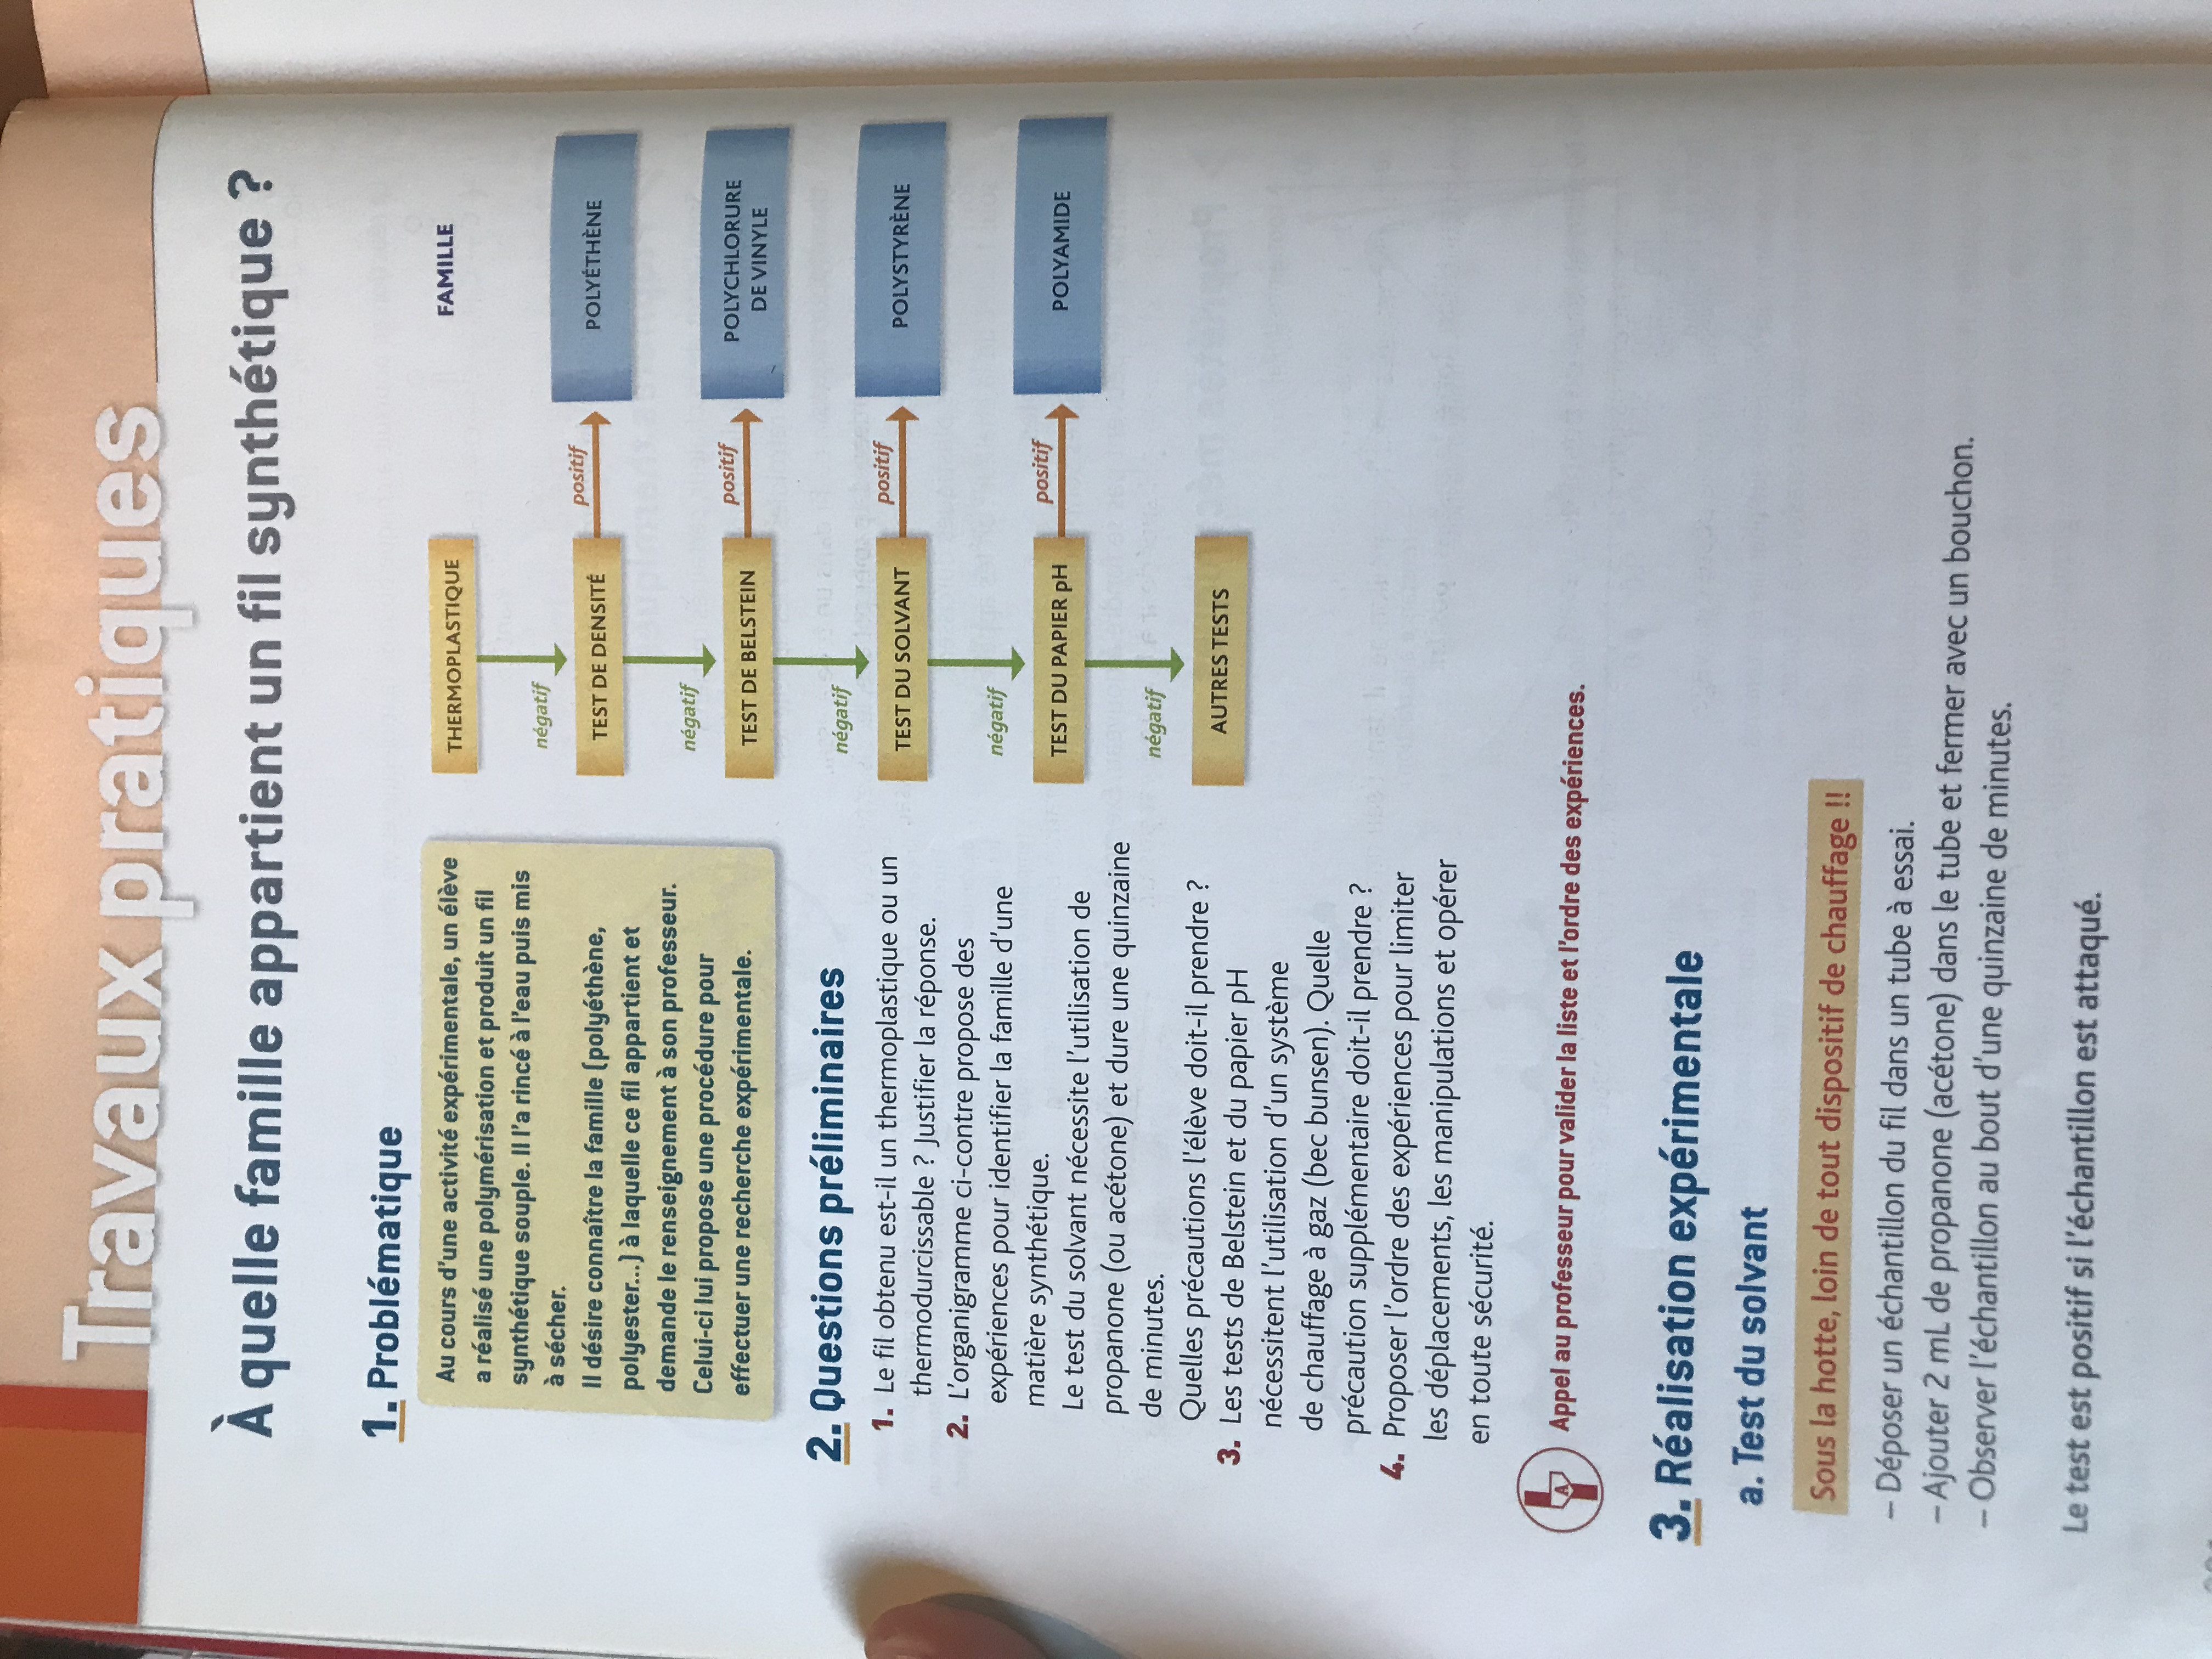 Travaux pratiques
À quelle famille appartient un fil synthétique ?
1. Problématique
Au cours d'une activité expérimentale, un élève
a réalisé une polymérisation et produit un fil
synthétique souple. Il l'a rincé à l'eau puis mis
à sécher.
Il désire connaître la famille (polyéthène,
polyester...) à laquelle ce fil appartient et
demande le renseignement à son professeur.
Celui-ci lui propose une procédure pour
effectuer une recherche expérimentale.
2. Questions préliminaires
1. Le fil obtenu est-il un thermoplastique ou un
thermodurcissable ? Justifier la réponse.
2. L'organigramme ci-contre propose des
expériences pour identifier la famille d'une
matière synthétique.
Le test du solvant nécessite l'utilisation de
propanone (ou acétone) et dure une quinzaine
de minutes.
Quelles précautions l'élève doit-il prendre ?
3. Les tests de Belstein et du papier pH
nécessitent l'utilisation d'un système
de chauffage à gaz (bec bunsen). Quelle
précaution supplémentaire doit-il prendre ?
4. Proposer l'ordre des expériences pour limiter
les déplacements, les manipulations et opérer
en toute sécurité.
THERMOPLASTIQUE
FAMILLE
négatif
TEST DE DENSITÉ
positif
POLYÉTHÈNE
négatif
TEST DE BELSTEIN
positif
POLYCHLORURE
DE VINYLE
négatif
TEST DU SOLVANT
positif
POLYSTYRÈNE
négatif
TEST DU PAPIER pH
positif
POLYAMIDE
négatif
AUTRES TESTS
A
Appel au professeur pour valider la liste et l'ordre des expériences.
3. Réalisation expérimentale
a. Test du solvant
Sous la hotte, loin de tout dispositif de chauffage !!
– Déposer un échantillon du fil dans un tube à essai.
– Ajouter 2 mL de propanone (acétone) dans le tube et fermer avec un bouchon.
– Observer l'échantillon au bout d'une quinzaine de minutes.
Le test est positif si l'échantillon est attaqué.